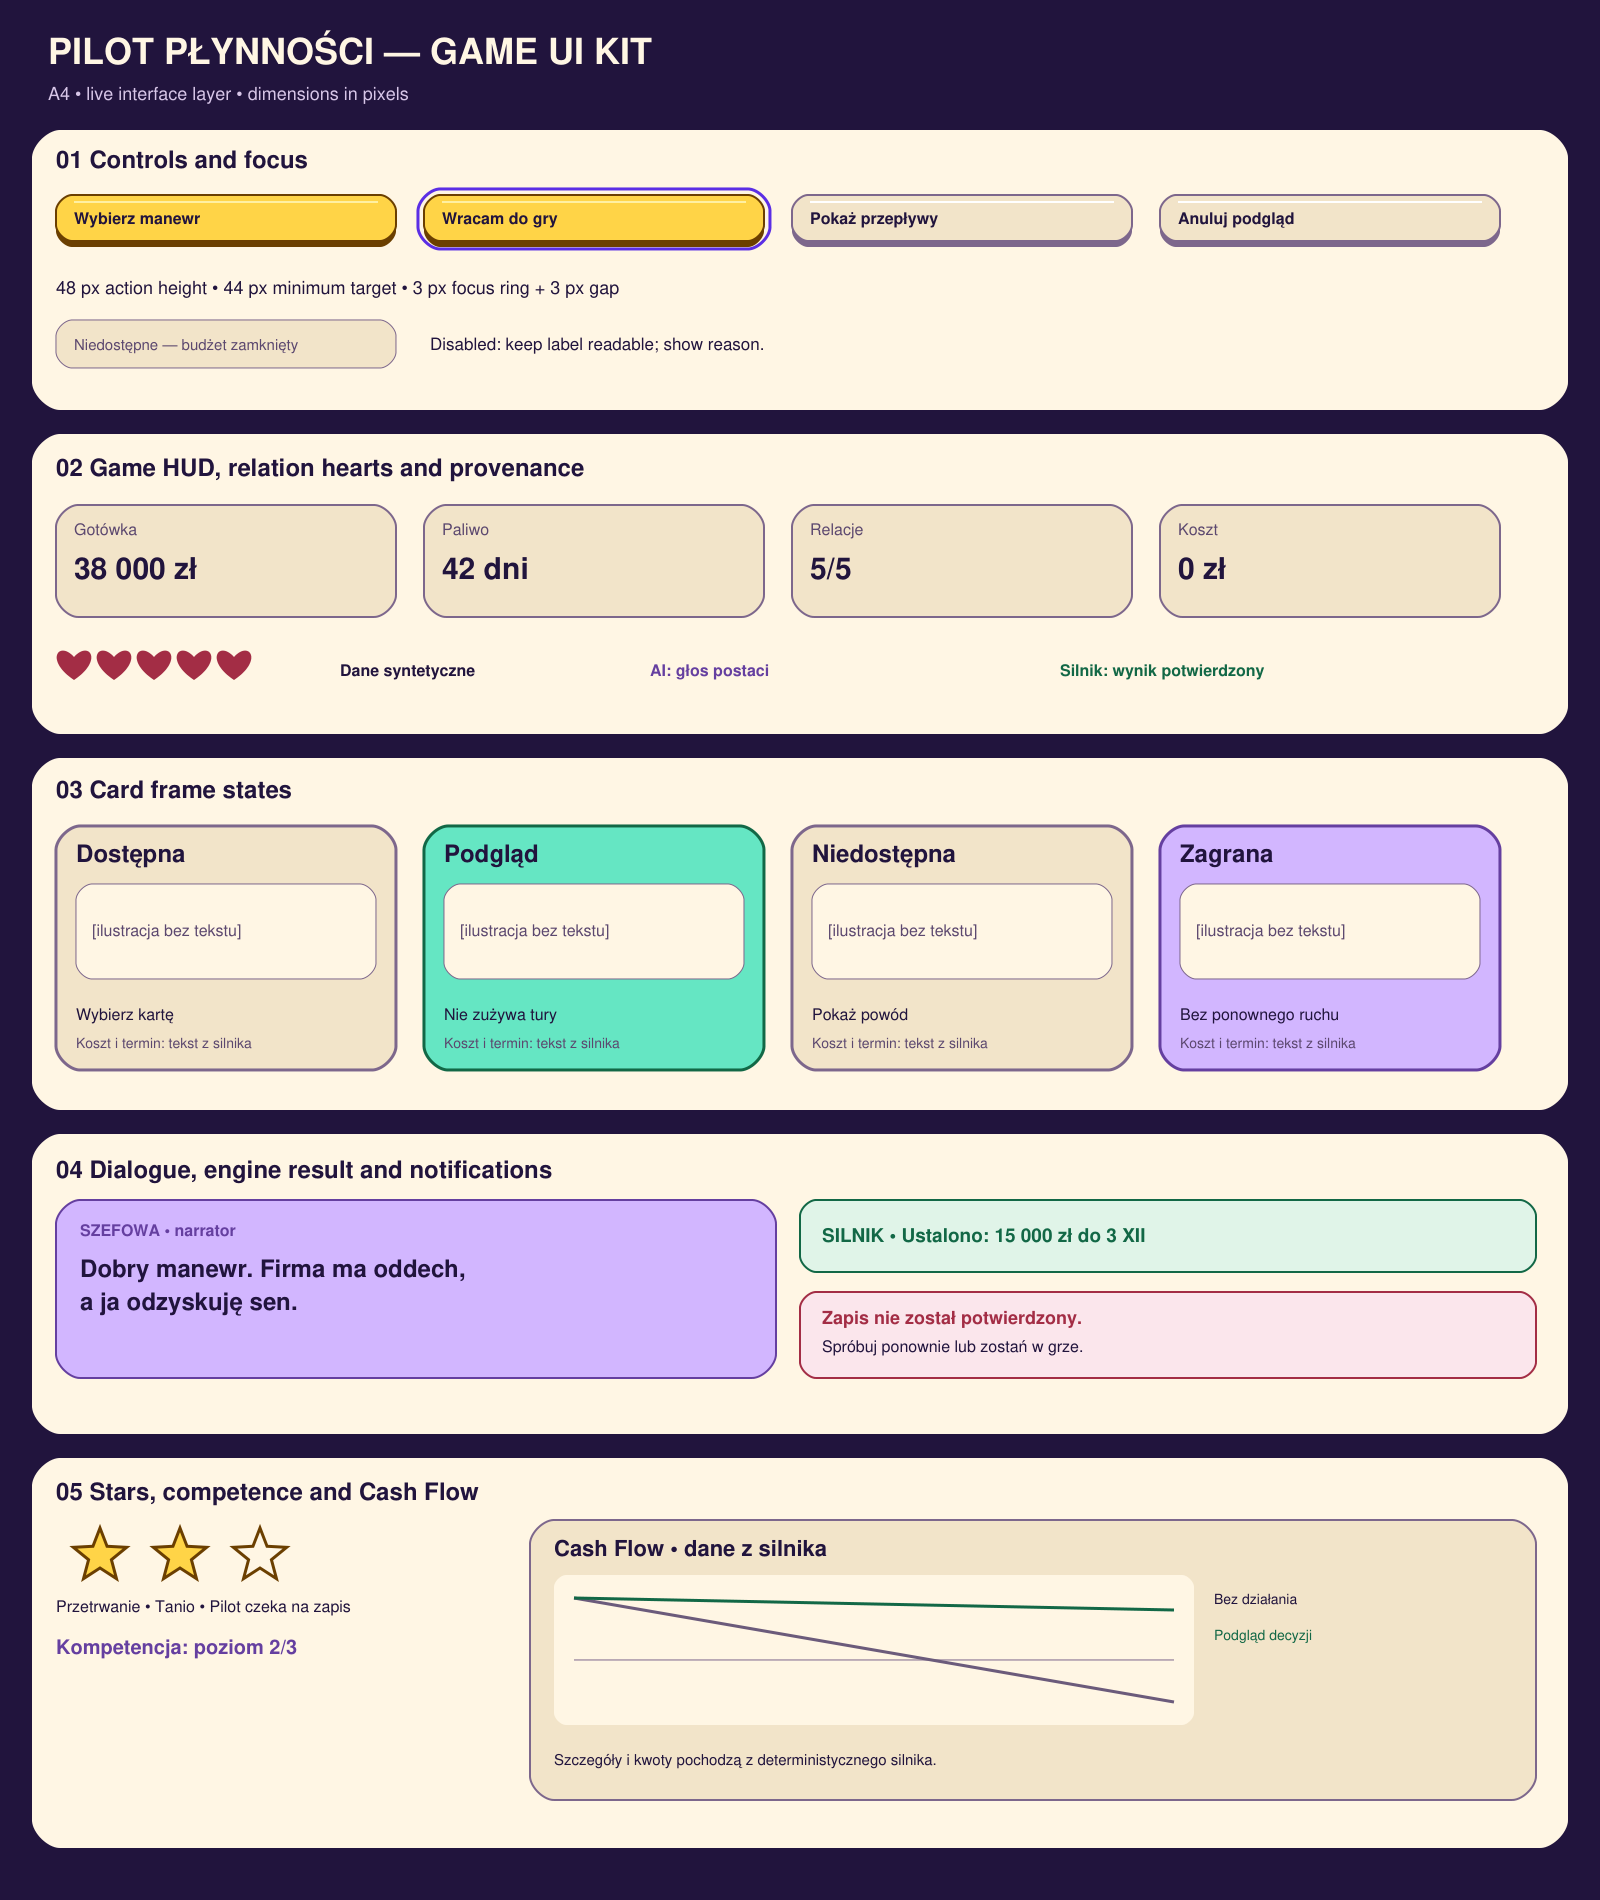 PILOT PŁYNNOŚCI — GAME UI KIT
A4 • live interface layer • dimensions in pixels
01 Controls and focus
Wybierz manewr
Wracam do gry
Pokaż przepływy
Anuluj podgląd
48 px action height • 44 px minimum target • 3 px focus ring + 3 px gap
Niedostępne — budżet zamknięty
Disabled: keep label readable; show reason.
02 Game HUD, relation hearts and provenance
Gotówka
38 000 zł
Paliwo
42 dni
Relacje
5/5
Koszt
0 zł
Dane syntetyczne
AI: głos postaci
Silnik: wynik potwierdzony
03 Card frame states
Dostępna
[ilustracja bez tekstu]
Wybierz kartę
Koszt i termin: tekst z silnika
Podgląd
[ilustracja bez tekstu]
Nie zużywa tury
Koszt i termin: tekst z silnika
Niedostępna
[ilustracja bez tekstu]
Pokaż powód
Koszt i termin: tekst z silnika
Zagrana
[ilustracja bez tekstu]
Bez ponownego ruchu
Koszt i termin: tekst z silnika
04 Dialogue, engine result and notifications
SZEFOWA • narrator
Dobry manewr. Firma ma oddech,
a ja odzyskuję sen.
SILNIK • Ustalono: 15 000 zł do 3 XII
Zapis nie został potwierdzony.
Spróbuj ponownie lub zostań w grze.
05 Stars, competence and Cash Flow
Przetrwanie • Tanio • Pilot czeka na zapis
Kompetencja: poziom 2/3
Cash Flow • dane z silnika
Bez działania
Podgląd decyzji
Szczegóły i kwoty pochodzą z deterministycznego silnika.